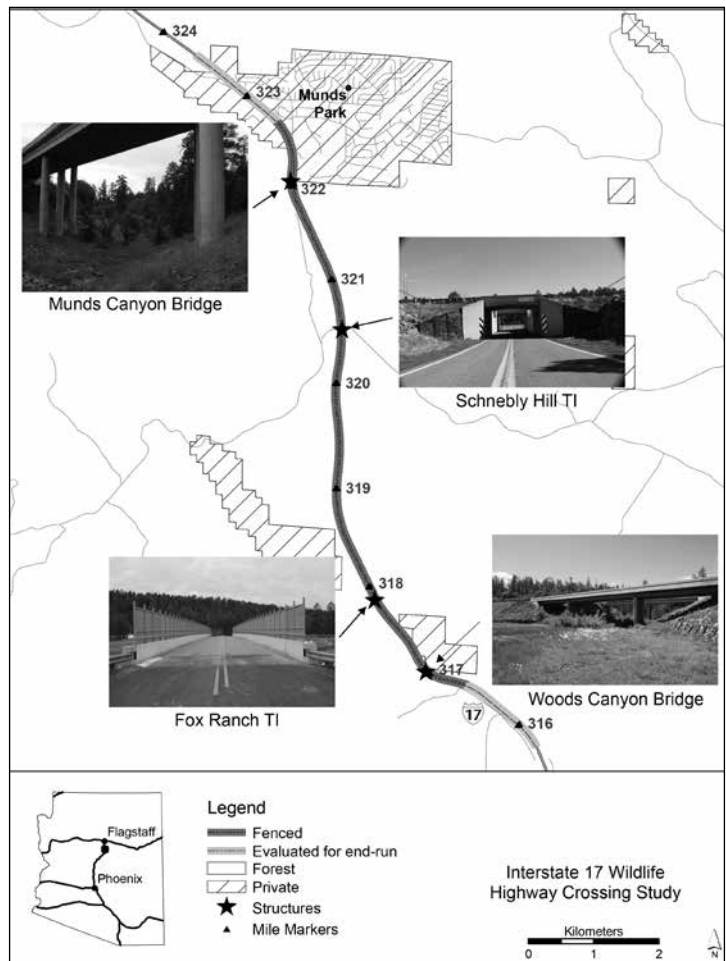 324
323
Munds
Park
322
Munds Canyon Bridge
321
Schnebly Hill TI
320
319
318
317
Fox Ranch TI
17
316
Woods Canyon Bridge
Flagstaff
Phoenix
Legend
Fenced
Evaluated for end-run
Forest
Private
Structures
Mile Markers
Interstate 17 Wildlife
Highway Crossing Study
Kilometers
0 1 2
N